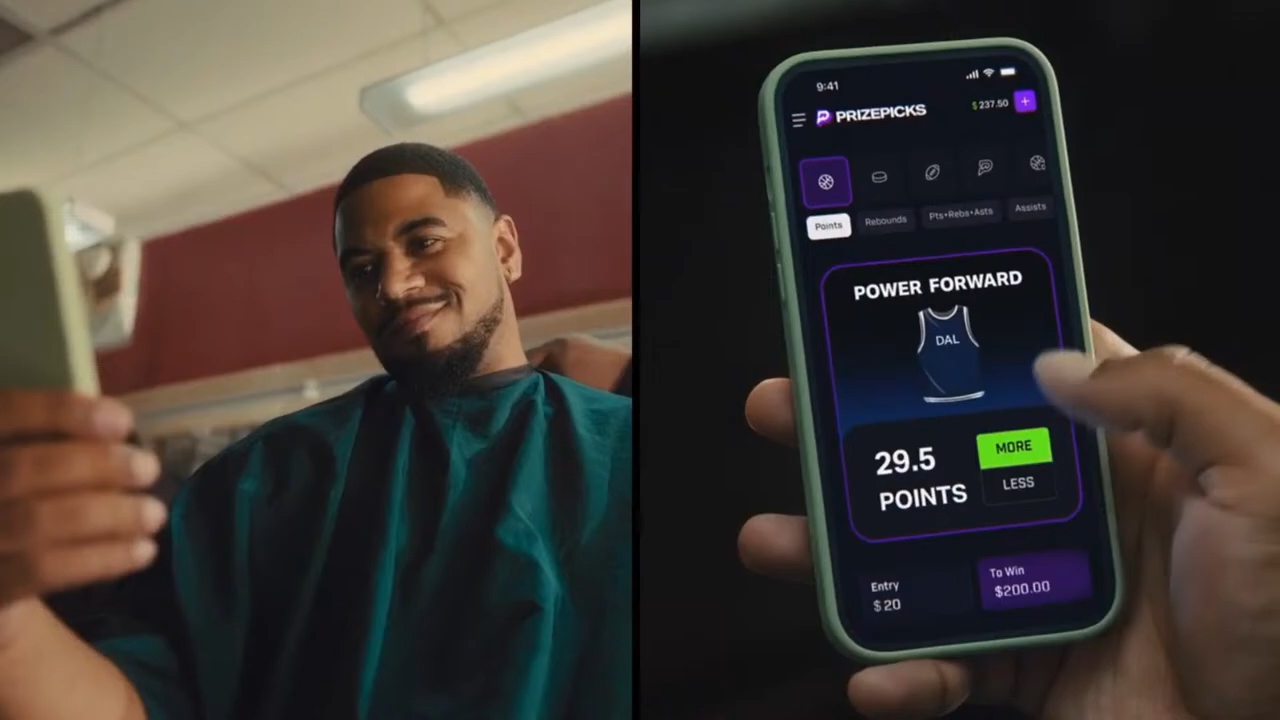 9:41
PRIZEPICKS
$237.50 +
Points Rebounds Pts+Rebs+Asts Assists
POWER FORWARD
DAL
29.5
POINTS
MORE
LESS
Entry
$20
To Win
$200.00